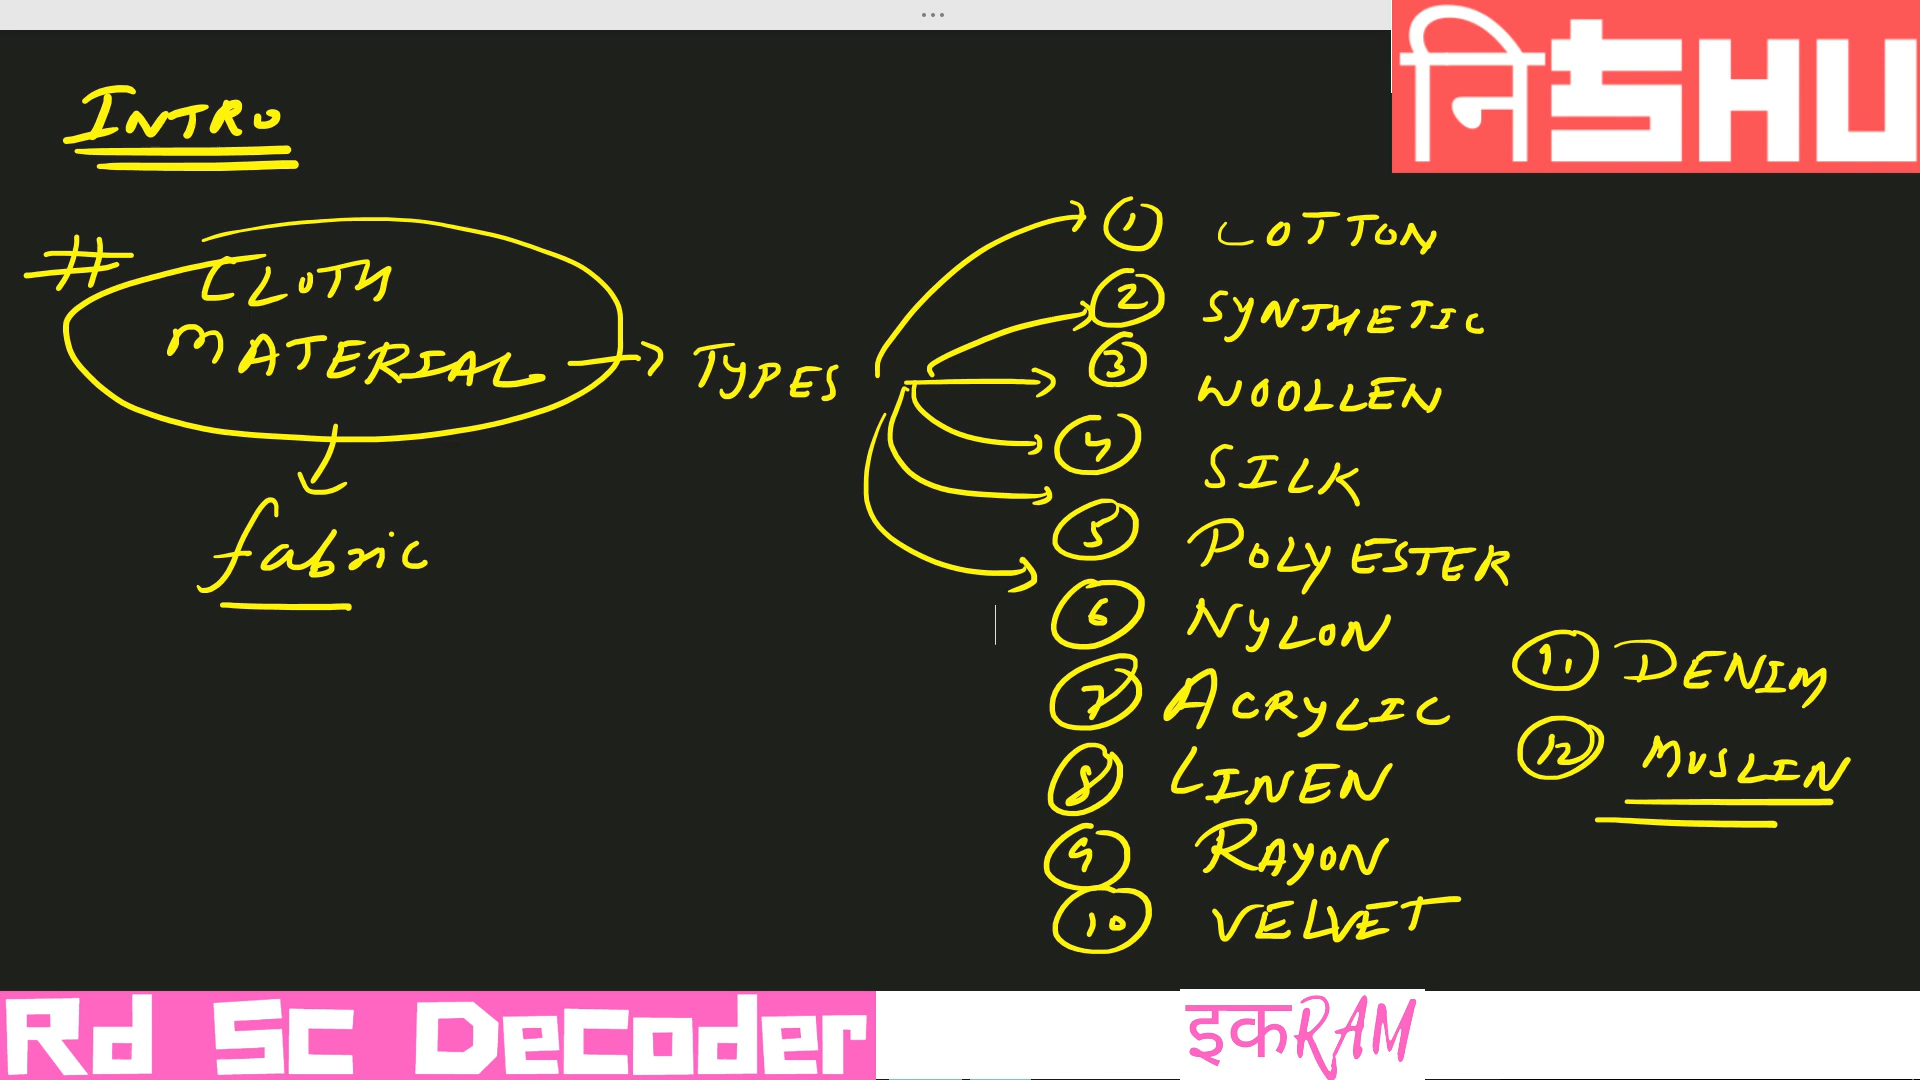 निSHU
INTRO
# CLOTH
MATERIAL → TYPES
fabric
① COTTON
② SYNTHETIC
③ WOOLLEN
④ SILK
⑤ POLYESTER
⑥ NYLON
⑦ ACRYLIC
⑧ LINEN
⑨ RAYON
⑩ VELVET
⑪ DENIM
⑫ MUSLIN
Rd Sc Decoder
इकRAM